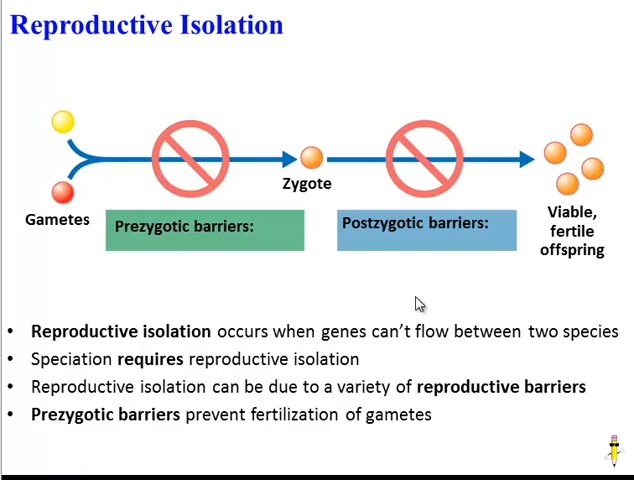 Reproductive Isolation
Zygote
Gametes
Prezygotic barriers:
Postzygotic barriers:
Viable,
fertile
offspring
• Reproductive isolation occurs when genes can't flow between two species
• Speciation requires reproductive isolation
• Reproductive isolation can be due to a variety of reproductive barriers
• Prezygotic barriers prevent fertilization of gametes